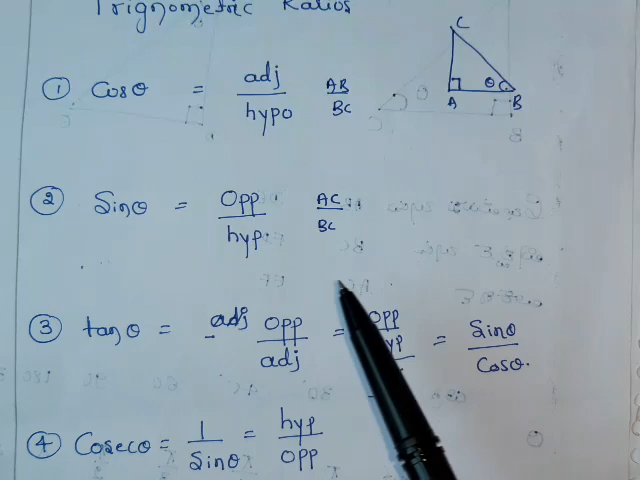 Trignometric Ratios
C
① Cosθ = adj/hypo AB/BC
θ
A B
② Sinθ = Opp/hyp. AC/BC
③ tanθ = adj Opp/adj = Opp/hyp = Sinθ/Cosθ.
④ Cosecθ = 1/Sinθ = hyp/opp